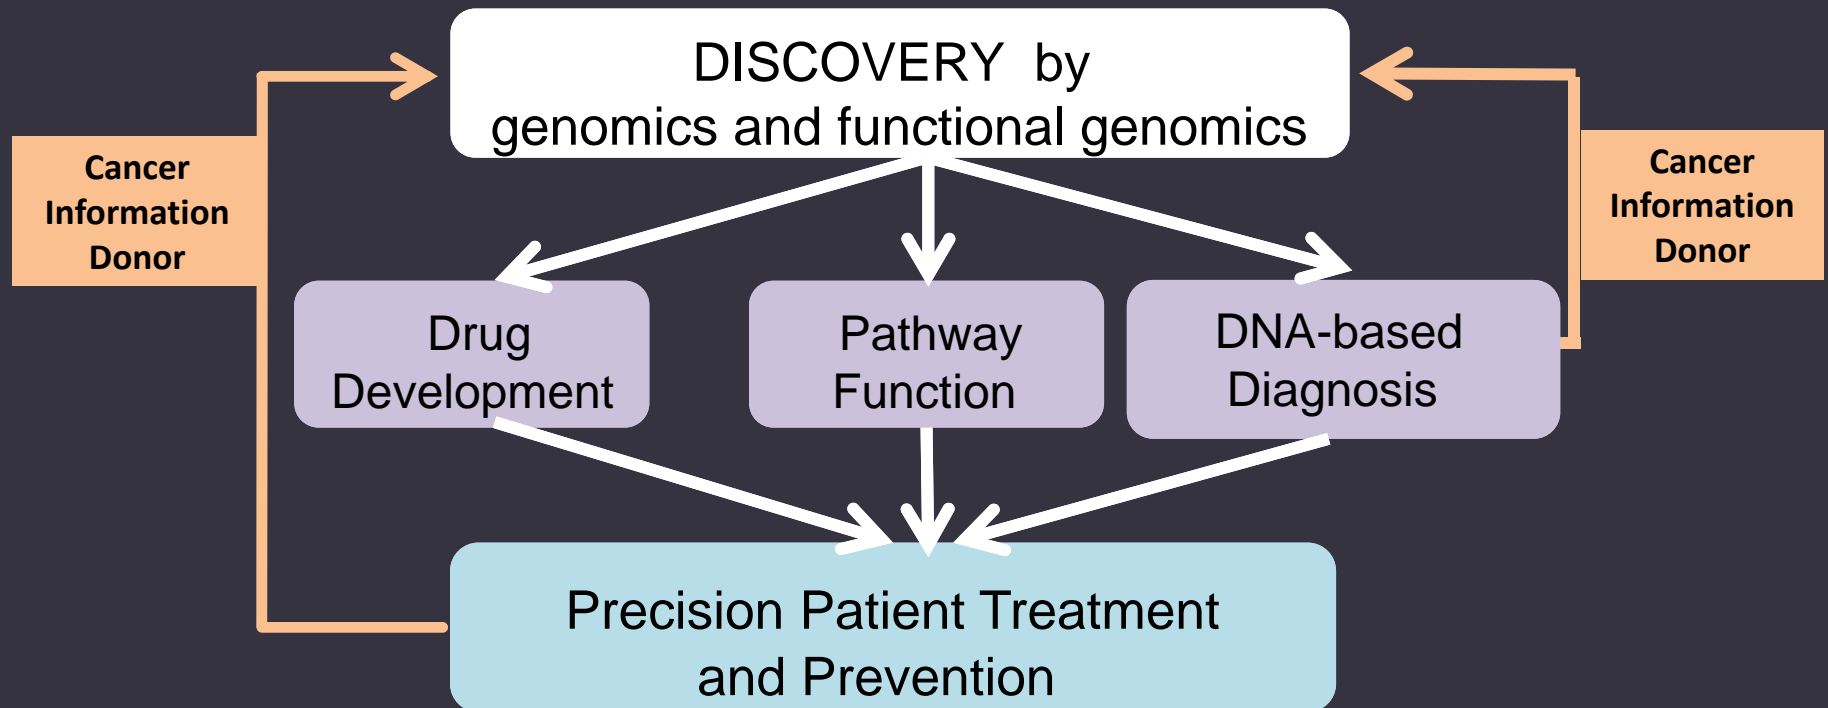 DISCOVERY by
genomics and functional genomics
Cancer
Information
Donor
Cancer
Information
Donor
Drug
Development
Pathway
Function
DNA-based
Diagnosis
Precision Patient Treatment
and Prevention